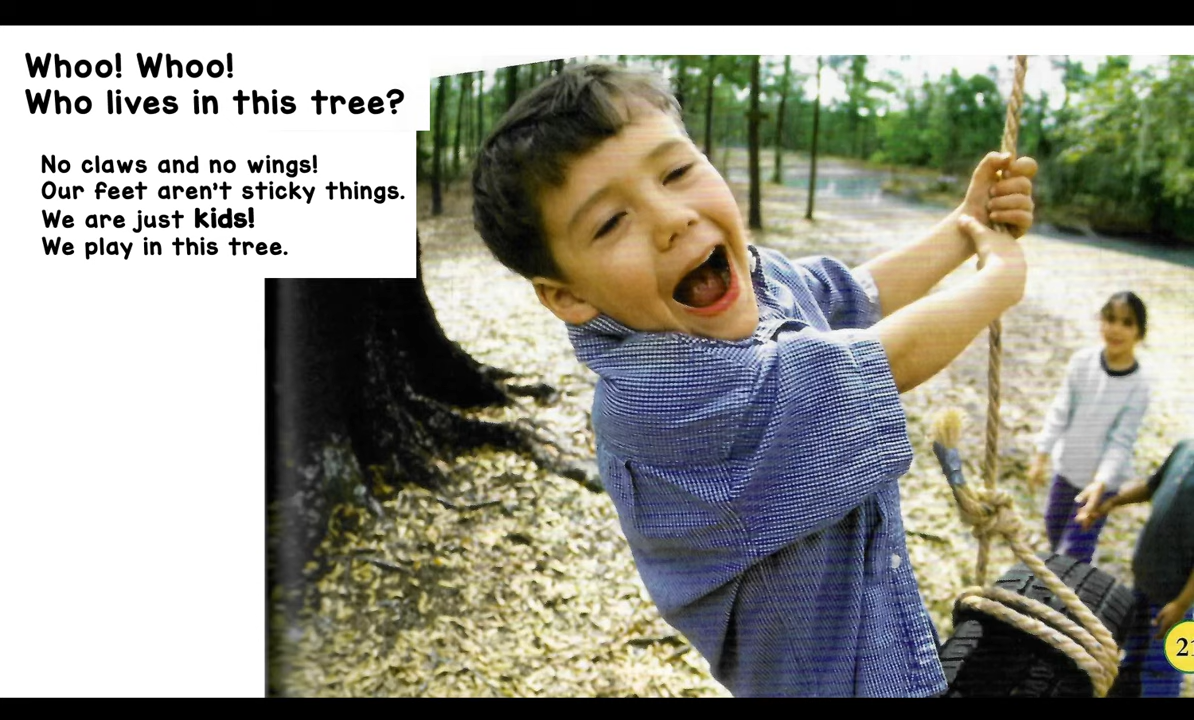 Whoo! Whoo!
Who lives in this tree?
No claws and no wings!
Our feet aren't sticky things.
We are just kids!
We play in this tree.
21